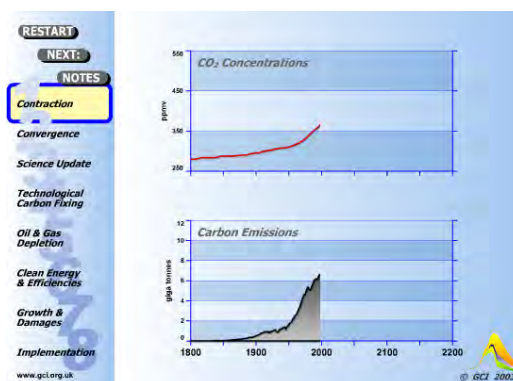 RESTART
NEXT:
NOTES
Contraction
Convergence
Science Update
Technological
Carbon Fixing
Oil & Gas
Depletion
Clean Energy
& Efficiencies
Growth &
Damages
Implementation
www.gci.org.uk
CO₂ Concentrations
ppmv
550
450
350
250
Carbon Emissions
giga tonnes
12
10
8
6
4
2
0
1800 1900 2000 2100 2200
© GCI 2003